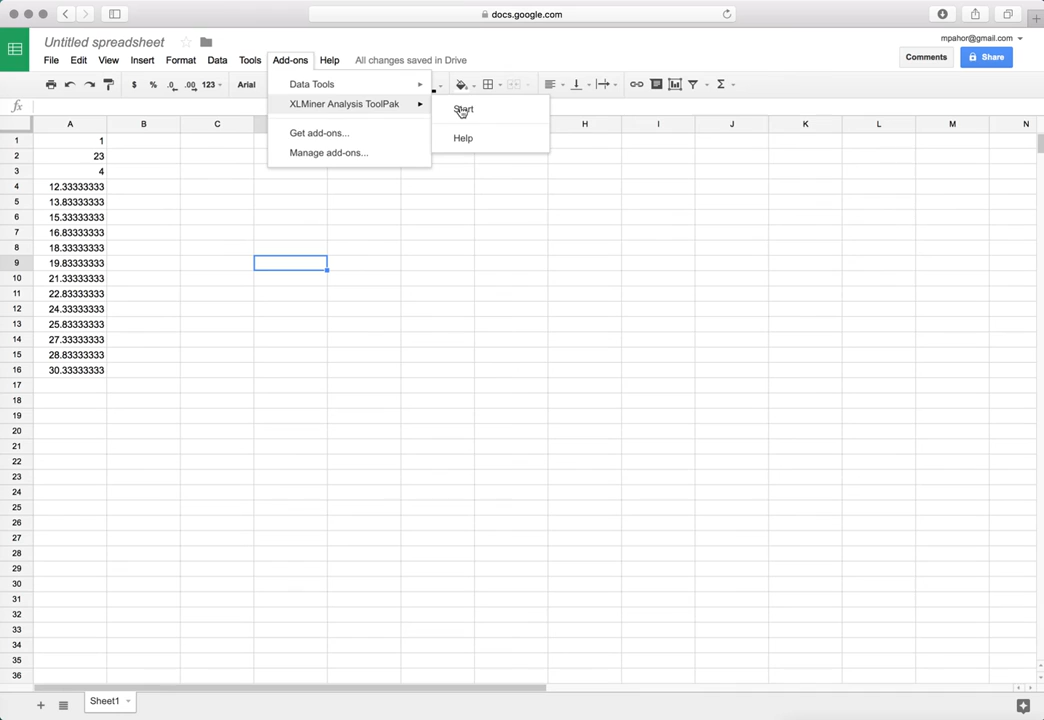 docs.google.com
Untitled spreadsheet
mpahor@gmail.com
File Edit View Insert Format Data Tools Add-ons Help All changes saved in Drive
Comments Share
$ % .0 .00 123 Arial
Data Tools
XLMiner Analysis ToolPak
Get add-ons...
Manage add-ons...
Start
Help
fx
A B C H I J K L M N
1 1
2 23
3 4
4 12.33333333
5 13.83333333
6 15.33333333
7 16.83333333
8 18.33333333
9 19.83333333
10 21.33333333
11 22.83333333
12 24.33333333
13 25.83333333
14 27.33333333
15 28.83333333
16 30.33333333
17
18
19
20
21
22
23
24
25
26
27
28
29
30
31
32
33
34
35
36
Sheet1